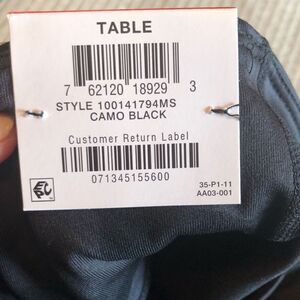 TABLE
7 62120 18929 3
STYLE 100141794MS
CAMO BLACK
Customer Return Label
071345155600
35-P1-11
AA03-001